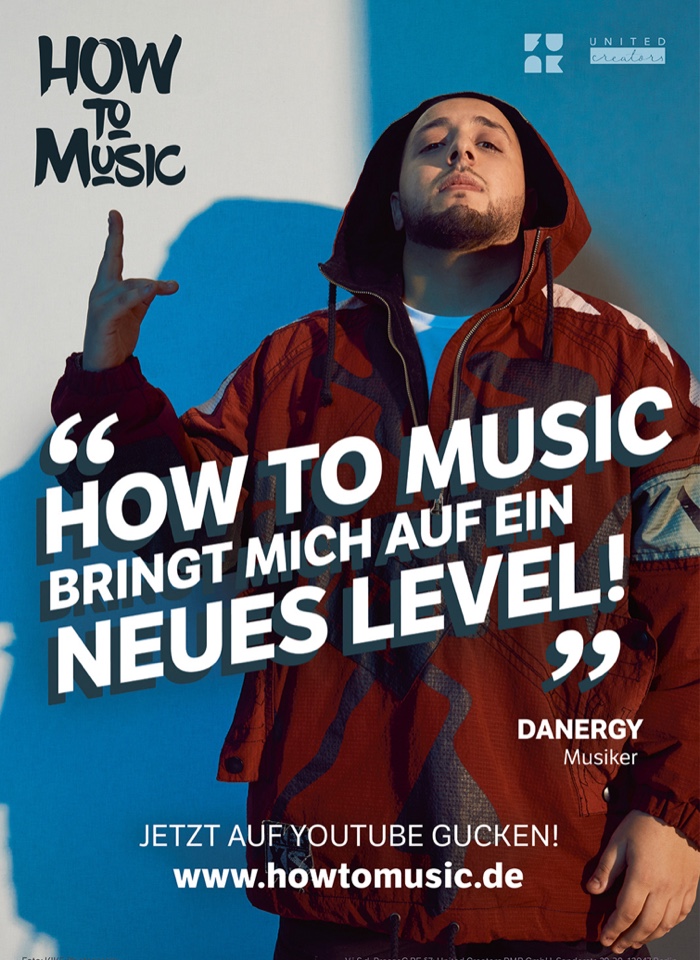 HOW
TO
MUSIC
FUNK
UNITED
creators
“HOW TO MUSIC
BRINGT MICH AUF EIN
NEUES LEVEL!”
DANERGY
Musiker
JETZT AUF YOUTUBE GUCKEN!
www.howtomusic.de